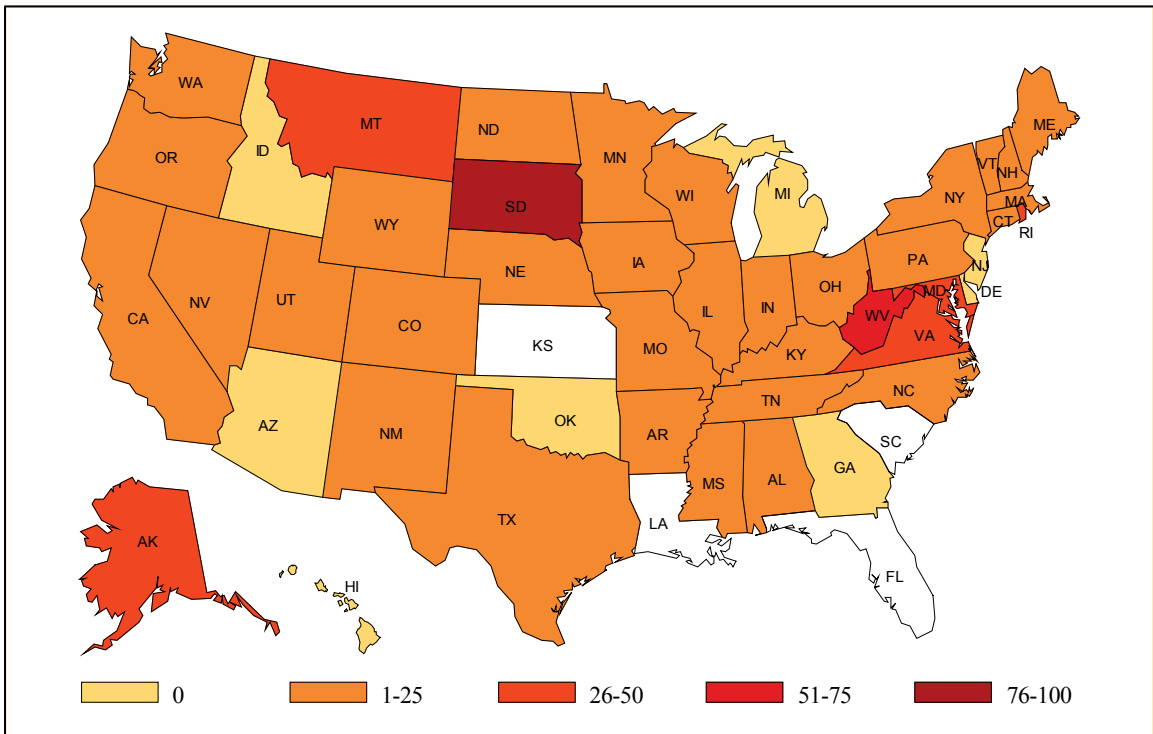 WA
MT
ND
MN
ME
OR
ID
SD
WI
MI
VT
NH
NY
MA
CT
RI
WY
IA
NE
PA
NJ
NV
UT
CO
IL
IN
OH
MD
DE
CA
KS
MO
WV
VA
KY
AZ
NM
OK
AR
TN
NC
SC
TX
LA
MS
AL
GA
AK
HI
FL
0
1-25
26-50
51-75
76-100